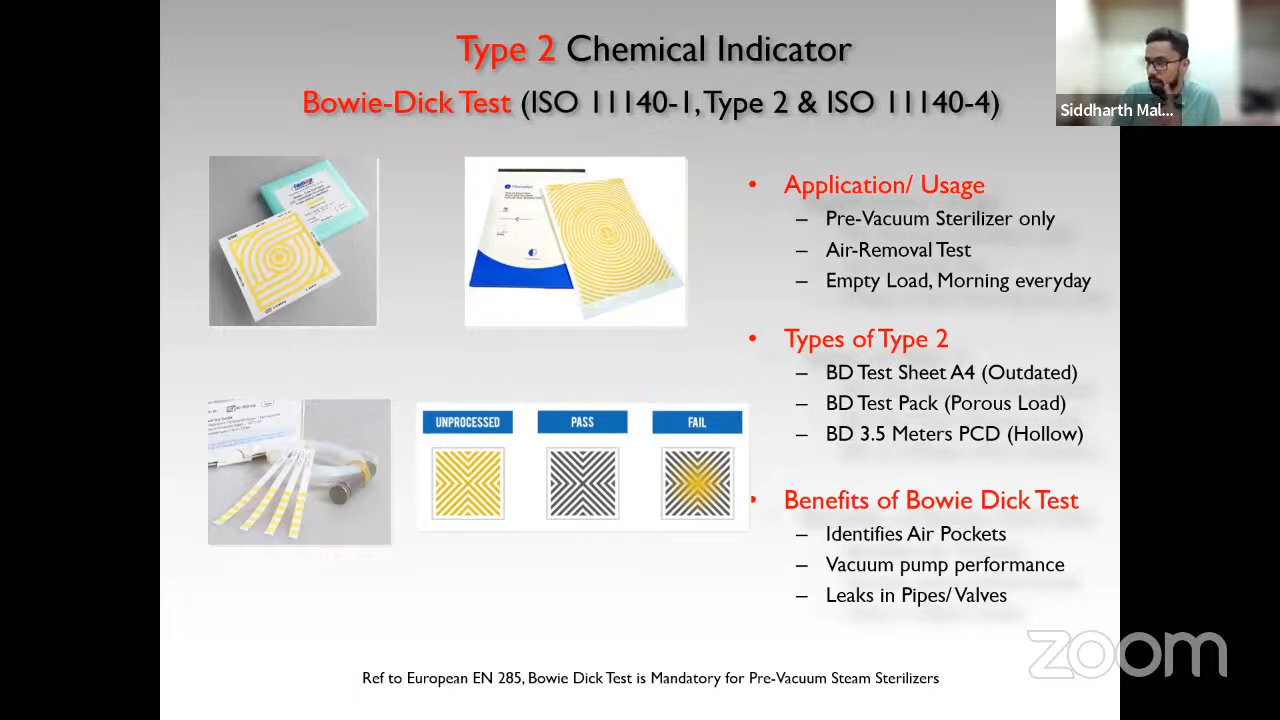 Type 2 Chemical Indicator
Bowie-Dick Test (ISO 11140-1, Type 2 & ISO 11140-4)
Siddharth Mal...
• Application/ Usage
– Pre-Vacuum Sterilizer only
– Air-Removal Test
– Empty Load, Morning everyday
• Types of Type 2
– BD Test Sheet A4 (Outdated)
– BD Test Pack (Porous Load)
– BD 3.5 Meters PCD (Hollow)
UNPROCESSED
PASS
FAIL
• Benefits of Bowie Dick Test
– Identifies Air Pockets
– Vacuum pump performance
– Leaks in Pipes/ Valves
zoom
Ref to European EN 285, Bowie Dick Test is Mandatory for Pre-Vacuum Steam Sterilizers